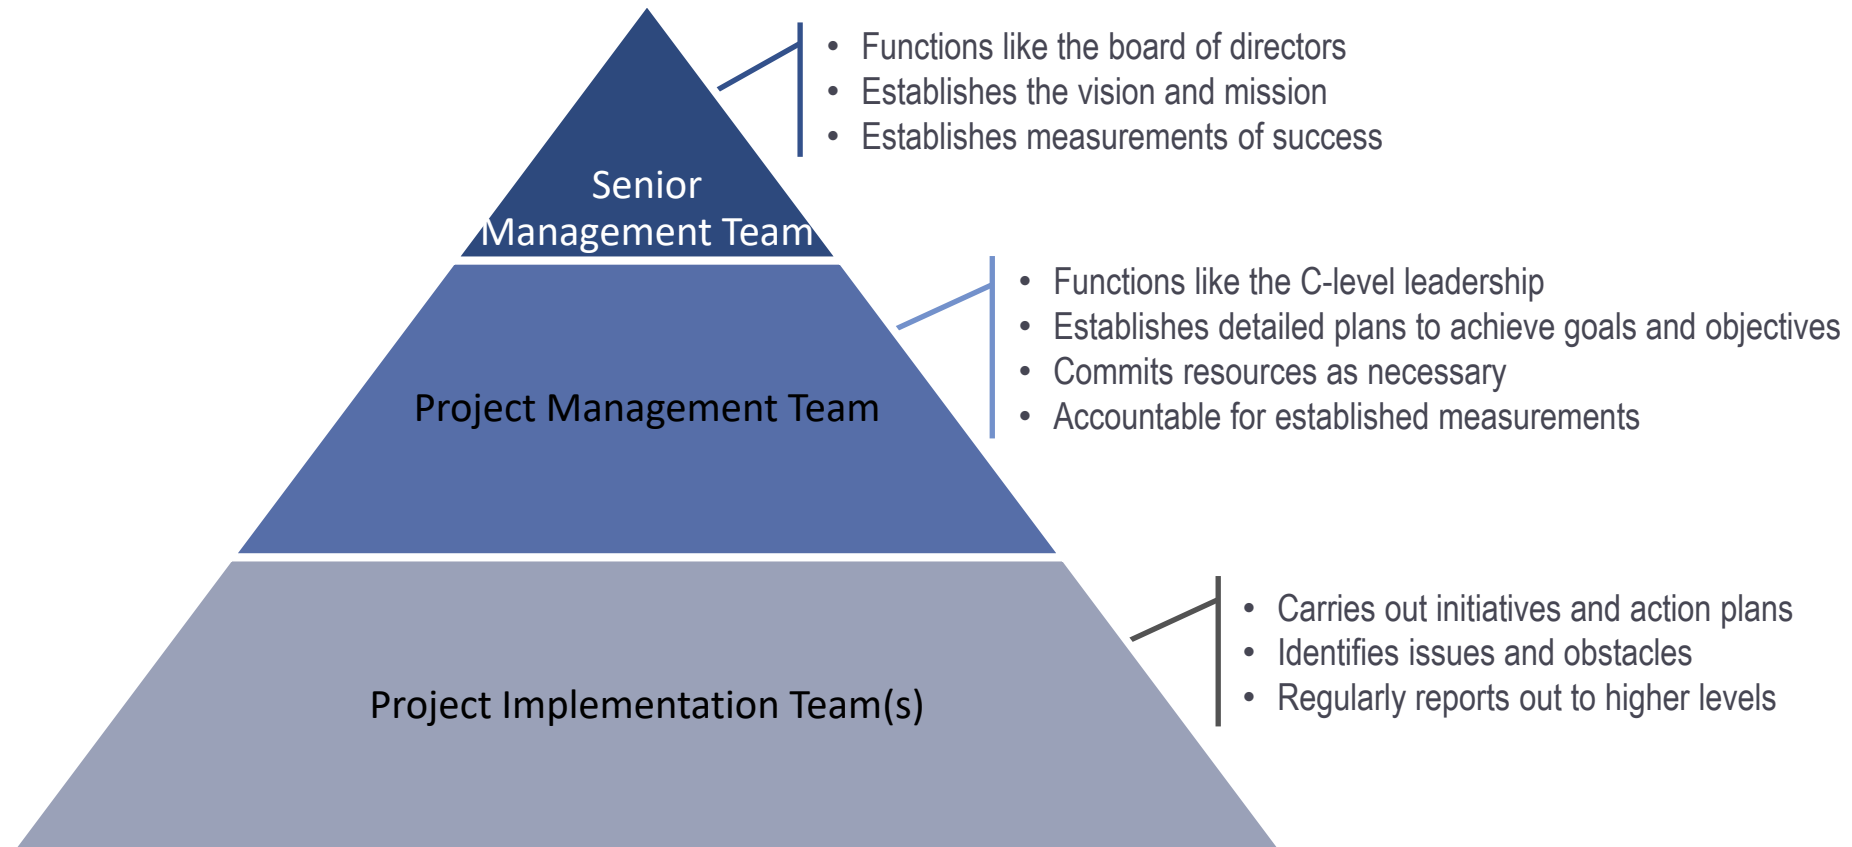 • Functions like the board of directors
• Establishes the vision and mission
• Establishes measurements of success
Senior
Management Team
• Functions like the C-level leadership
• Establishes detailed plans to achieve goals and objectives
• Commits resources as necessary
• Accountable for established measurements
Project Management Team
• Carries out initiatives and action plans
• Identifies issues and obstacles
• Regularly reports out to higher levels
Project Implementation Team(s)